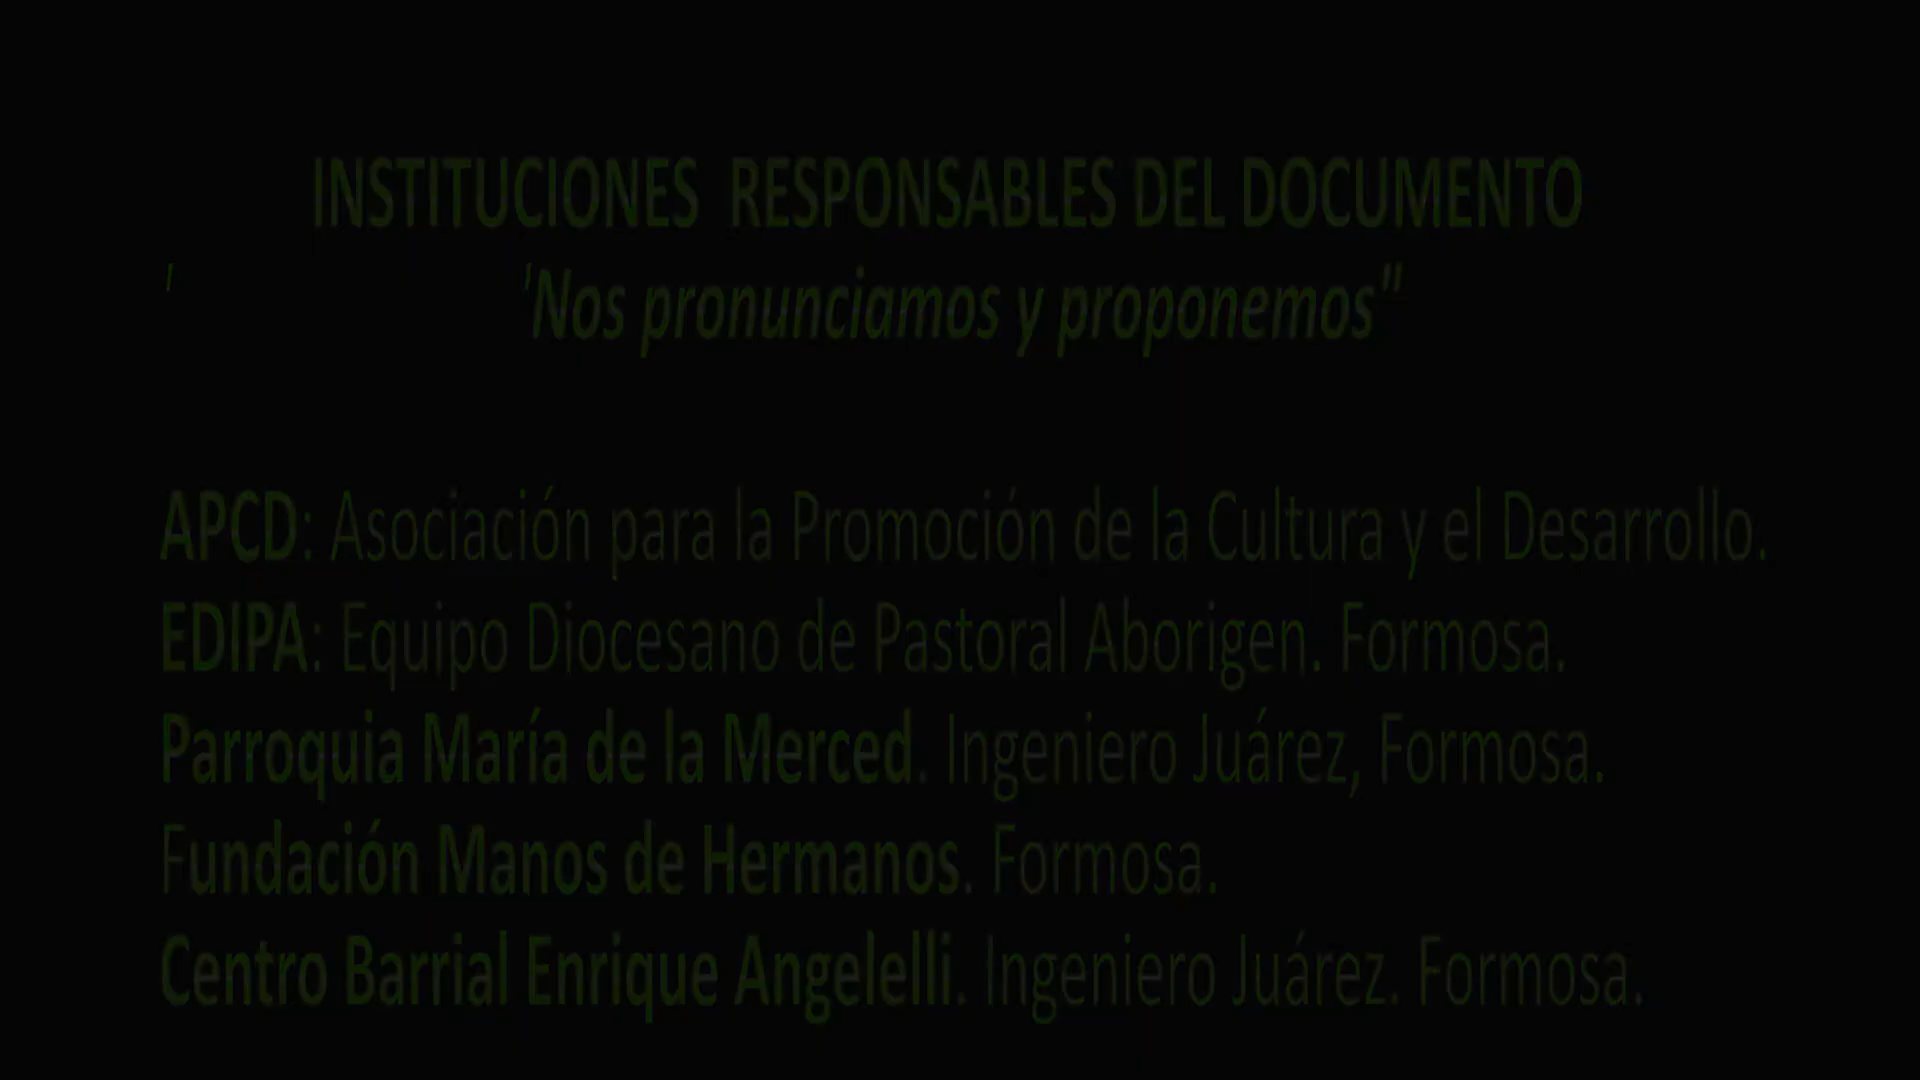 INSTITUCIONES RESPONSABLES DEL DOCUMENTO
' 'Nos pronunciamos y proponemos"
APCD: Asociación para la Promoción de la Cultura y el Desarrollo.
EDIPA: Equipo Diocesano de Pastoral Aborigen. Formosa.
Parroquia María de la Merced. Ingeniero Juárez, Formosa.
Fundación Manos de Hermanos. Formosa.
Centro Barrial Enrique Angelelli. Ingeniero Juárez. Formosa.